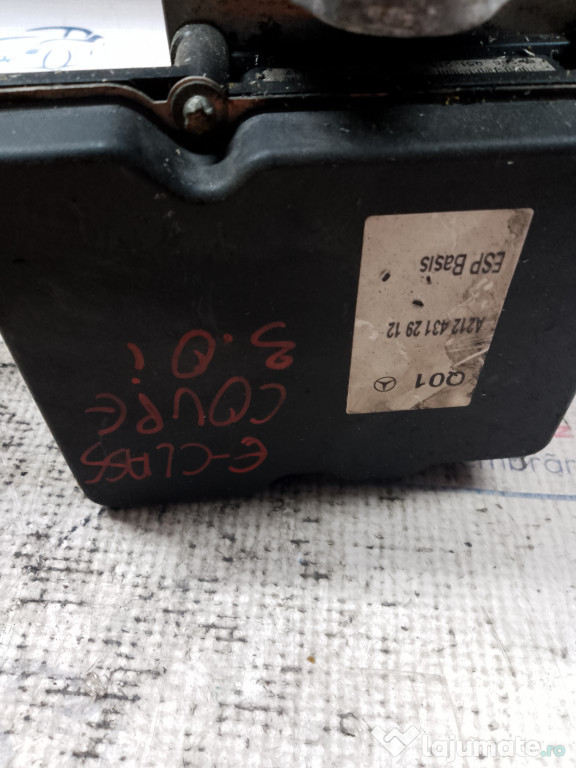 Q01
A212 431 29 12
ESP Basis
E-CLASS
COUPE
3.0i
lajumate.ro